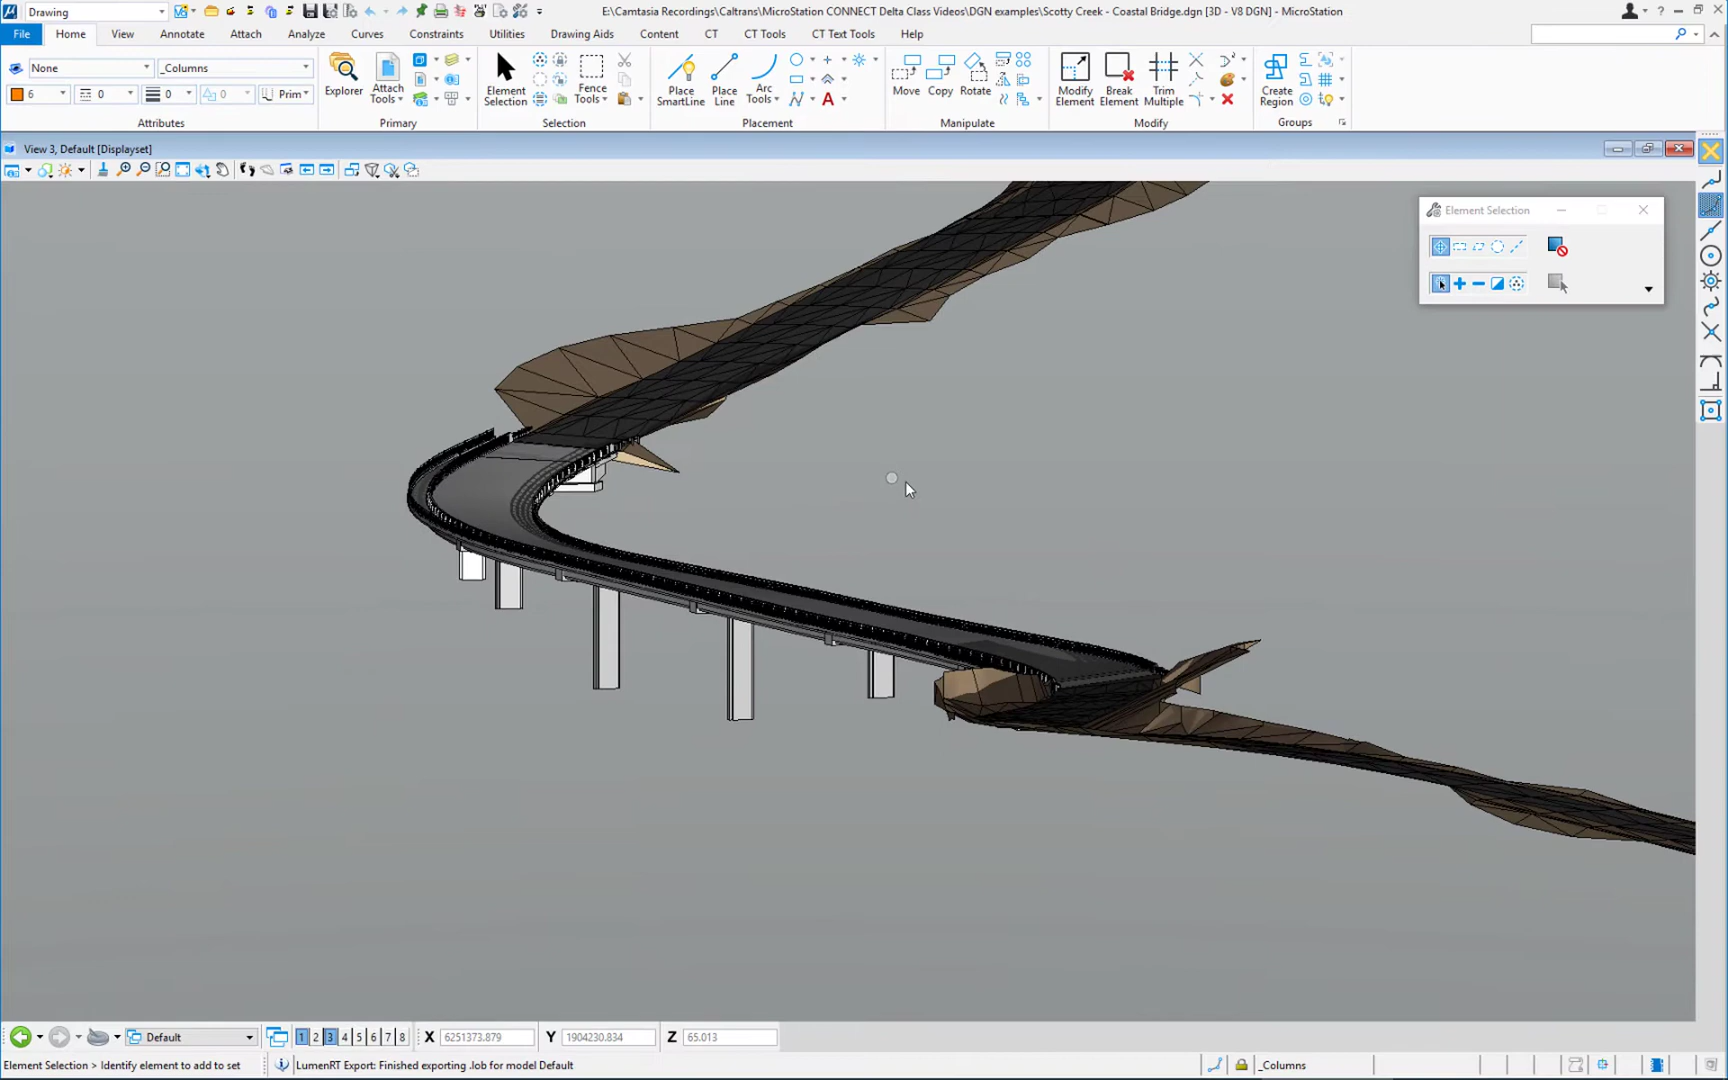 Drawing
E:\Camtasia Recordings\Caltrans\MicroStation CONNECT Delta Class Videos\DGN examples\Scotty Creek - Coastal Bridge.dgn [3D - V8 DGN] - MicroStation
File Home View Annotate Attach Analyze Curves Constraints Utilities Drawing Aids Content CT CT Tools CT Text Tools Help
None _Columns
6 0 0 0 Prim
Explorer Attach Tools Element Selection Fence Tools Place SmartLine Place Line Arc Tools Move Copy Rotate Modify Element Break Element Trim Multiple Create Region
Attributes Primary Selection Placement Manipulate Modify Groups
View 3, Default [Displayset]
Element Selection
Default 1 2 3 4 5 6 7 8 X 6251373.879 Y 1904230.834 Z 65.013
Element Selection > Identify element to add to set LumenRT Export: Finished exporting .lob for model Default _Columns